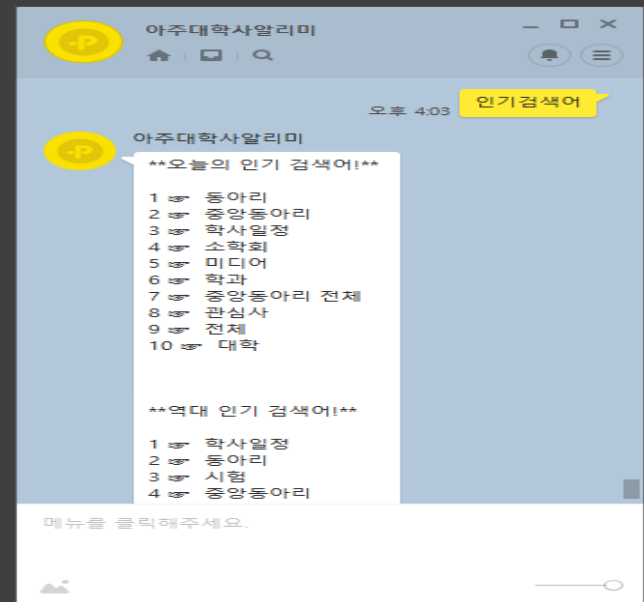 아주대학사알리미
오후 4:03 인기검색어
아주대학사알리미
**오늘의 인기 검색어!**
1 ☞ 동아리
2 ☞ 중앙동아리
3 ☞ 학사일정
4 ☞ 소학회
5 ☞ 미디어
6 ☞ 학과
7 ☞ 중앙동아리 전체
8 ☞ 관심사
9 ☞ 전체
10 ☞ 대학
**역대 인기 검색어!**
1 ☞ 학사일정
2 ☞ 동아리
3 ☞ 시험
4 ☞ 중앙동아리
메뉴를 클릭해주세요.